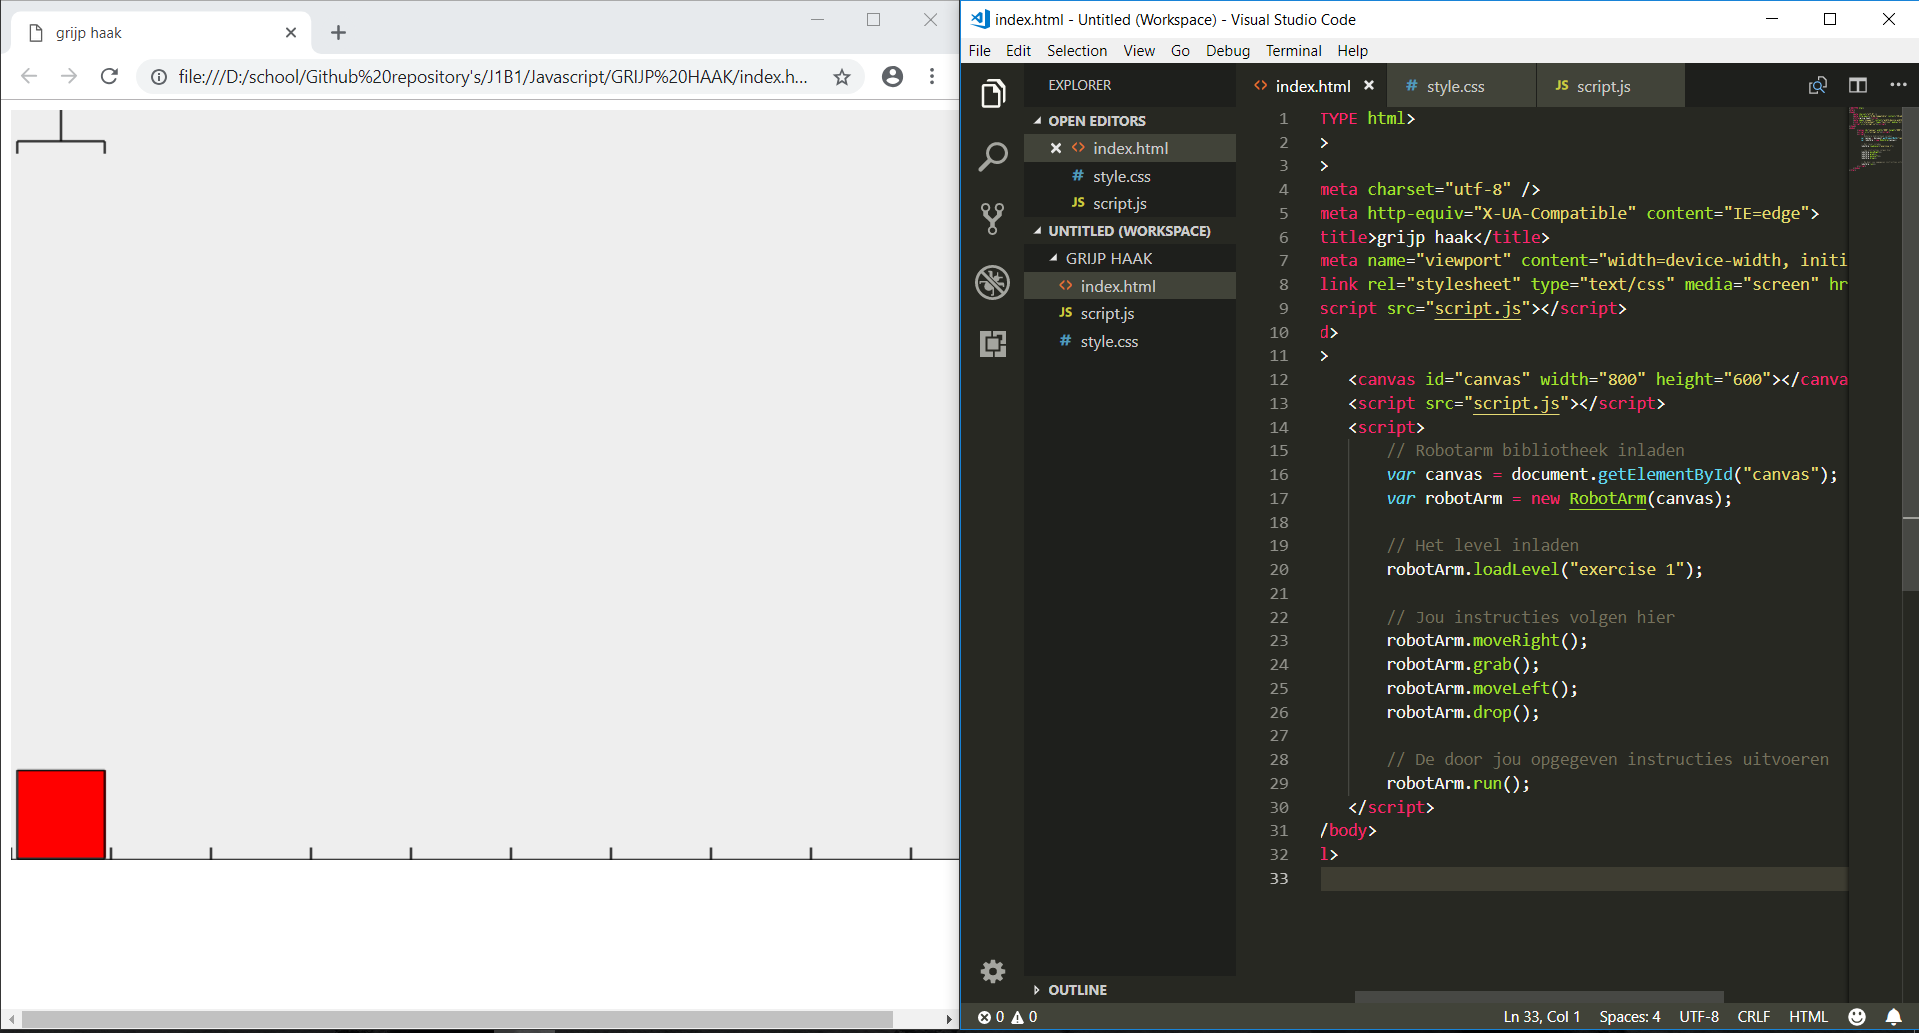 grijp haak
file:///D:/school/Github%20repository's/J1B1/Javascript/GRIJP%20HAAK/index.h...
index.html - Untitled (Workspace) - Visual Studio Code
File Edit Selection View Go Debug Terminal Help
EXPLORER
OPEN EDITORS
index.html
# style.css
JS script.js
UNTITLED (WORKSPACE)
GRIJP HAAK
<> index.html
JS script.js
# style.css
OUTLINE
<> index.html
# style.css
JS script.js
1 TYPE html>
2 >
3 >
4 meta charset="utf-8" />
5 meta http-equiv="X-UA-Compatible" content="IE=edge">
6 title>grijp haak</title>
7 meta name="viewport" content="width=device-width, initi
8 link rel="stylesheet" type="text/css" media="screen" hr
9 script src="script.js"></script>
10 d>
11 >
12 <canvas id="canvas" width="800" height="600"></canva
13 <script src="script.js"></script>
14 <script>
15 // Robotarm bibliotheek inladen
16 var canvas = document.getElementById("canvas");
17 var robotArm = new RobotArm(canvas);
18
19 // Het level inladen
20 robotArm.loadLevel("exercise 1");
21
22 // Jou instructies volgen hier
23 robotArm.moveRight();
24 robotArm.grab();
25 robotArm.moveLeft();
26 robotArm.drop();
27
28 // De door jou opgegeven instructies uitvoeren
29 robotArm.run();
30 </script>
31 /body>
32 l>
33
0 0
Ln 33, Col 1 Spaces: 4 UTF-8 CRLF HTML